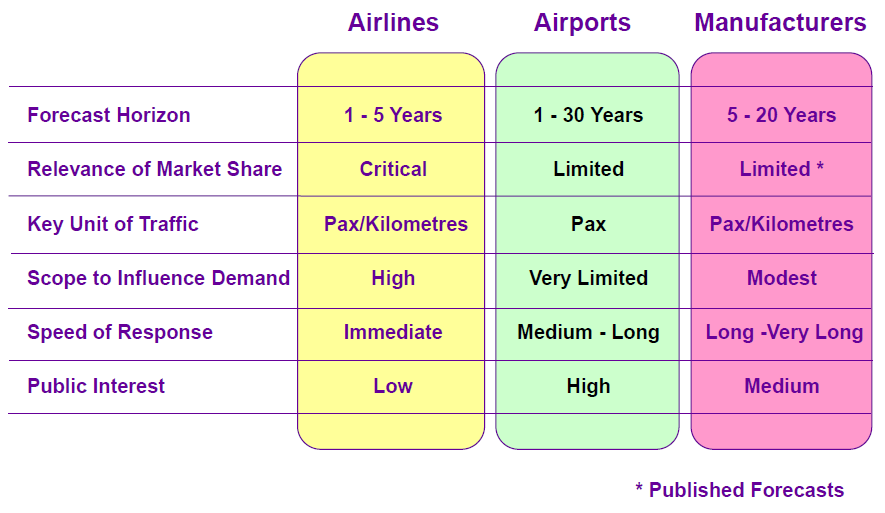 Airlines Airports Manufacturers
Forecast Horizon 1 - 5 Years 1 - 30 Years 5 - 20 Years
Relevance of Market Share Critical Limited Limited *
Key Unit of Traffic Pax/Kilometres Pax Pax/Kilometres
Scope to Influence Demand High Very Limited Modest
Speed of Response Immediate Medium - Long Long -Very Long
Public Interest Low High Medium
* Published Forecasts